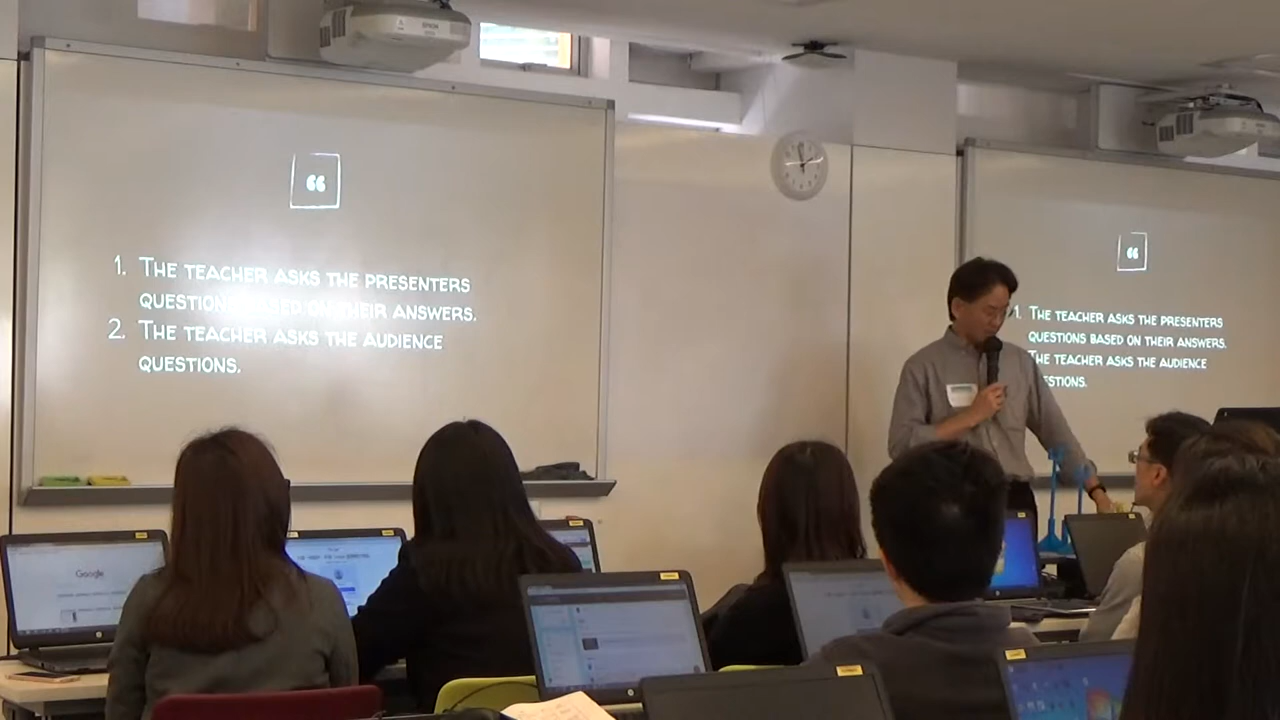 EPSON
“
1. THE TEACHER ASKS THE PRESENTERS
QUESTIONS BASED ON THEIR ANSWERS.
2. THE TEACHER ASKS THE AUDIENCE
QUESTIONS.
“
1. THE TEACHER ASKS THE PRESENTERS
QUESTIONS BASED ON THEIR ANSWERS.
THE TEACHER ASKS THE AUDIENCE
ESTIONS.
Google